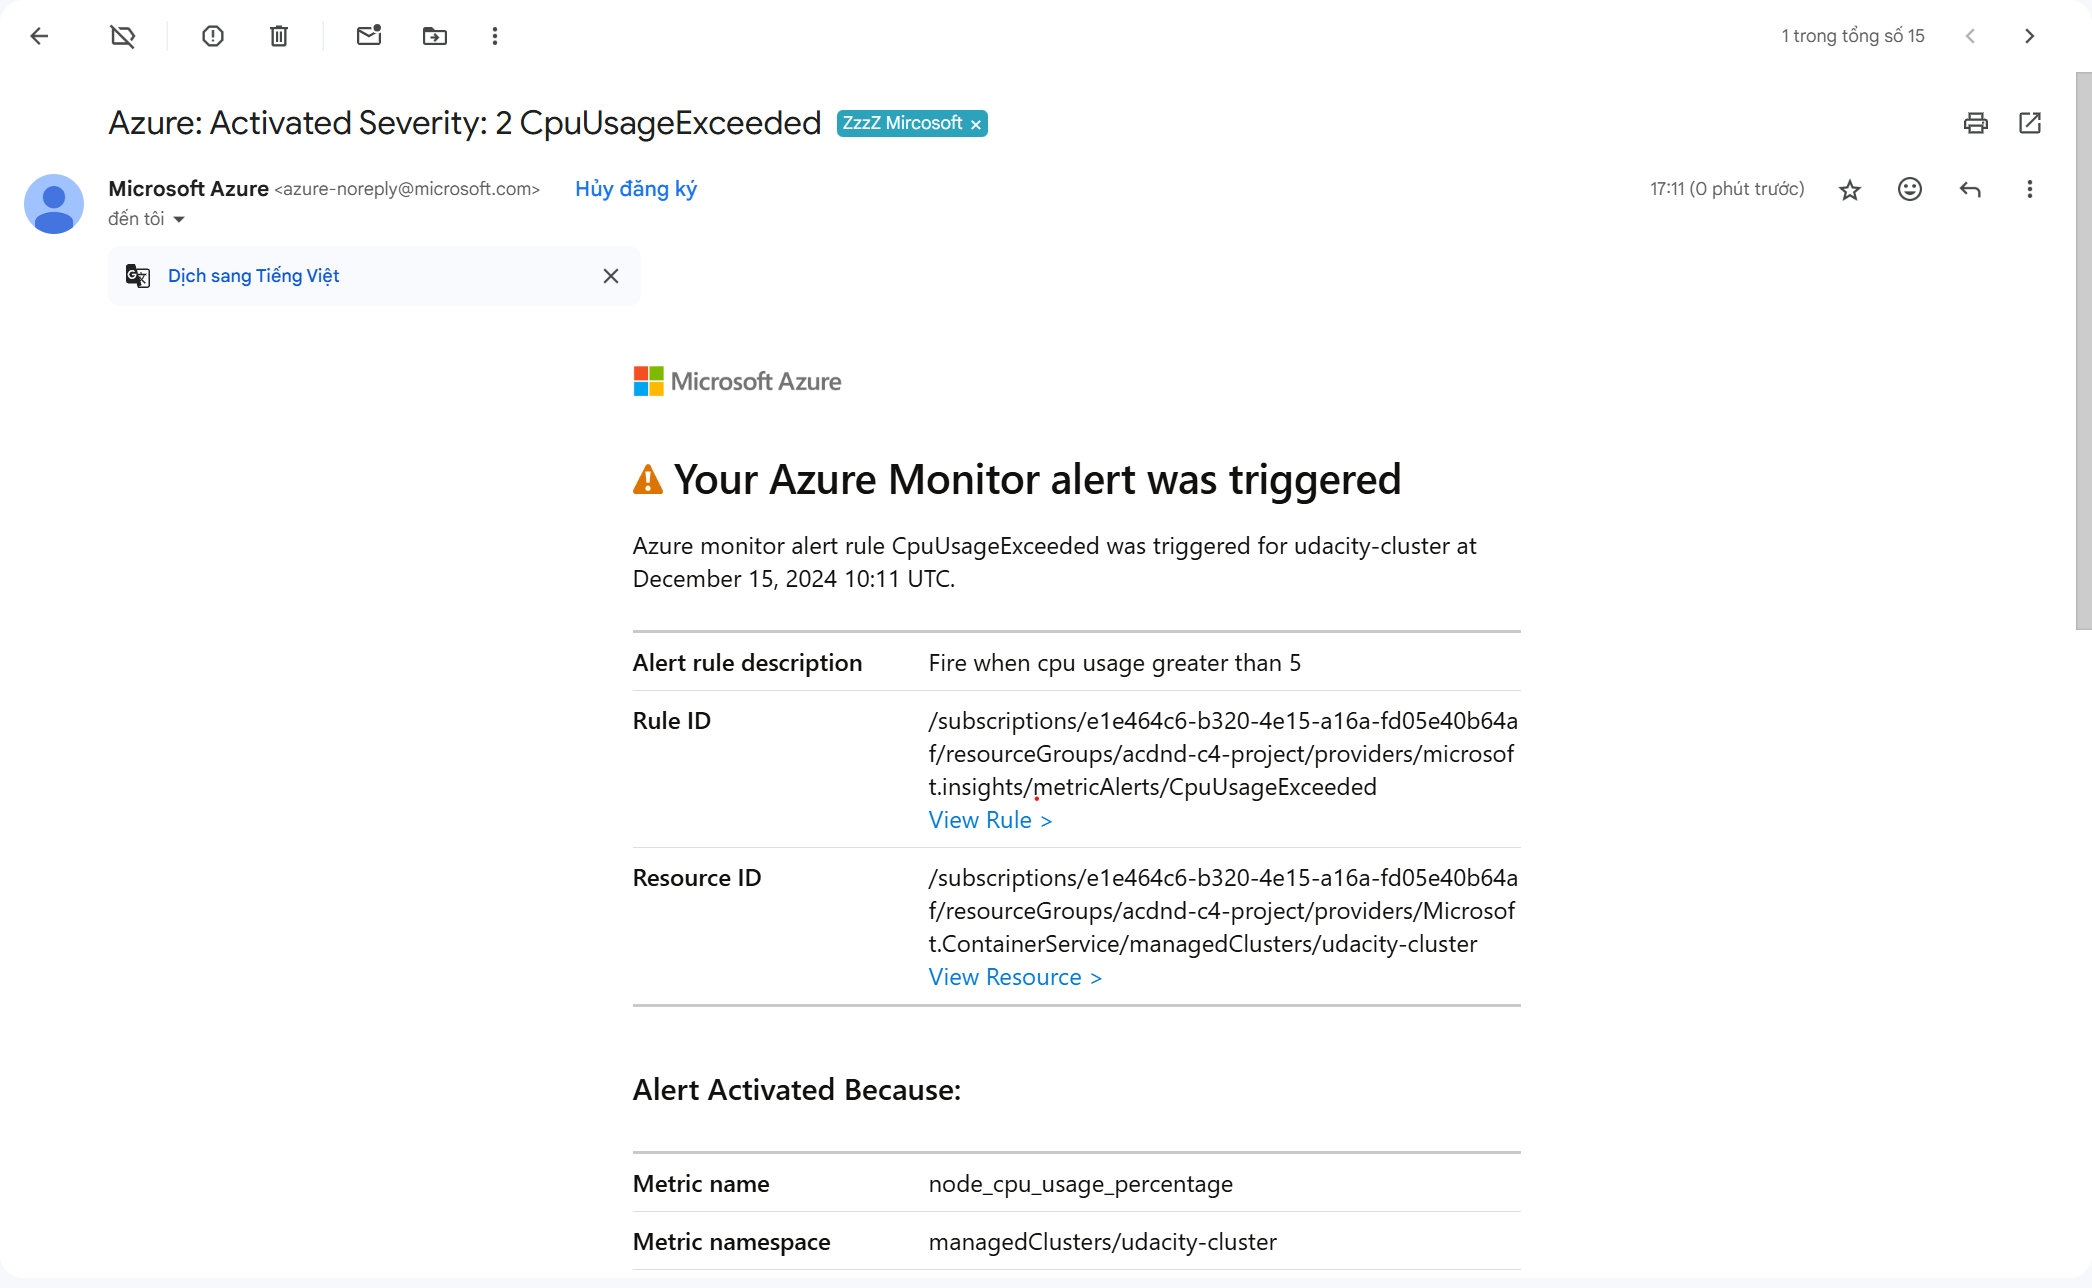 1 trong tổng số 15
Azure: Activated Severity: 2 CpuUsageExceeded ZzzZ Mircosoft ×
Microsoft Azure <azure-noreply@microsoft.com> Hủy đăng ký 17:11 (0 phút trước)
đến tôi
Dịch sang Tiếng Việt
Microsoft Azure
Your Azure Monitor alert was triggered
Azure monitor alert rule CpuUsageExceeded was triggered for udacity-cluster at
December 15, 2024 10:11 UTC.
Alert rule description Fire when cpu usage greater than 5
Rule ID /subscriptions/e1e464c6-b320-4e15-a16a-fd05e40b64a
f/resourceGroups/acdnd-c4-project/providers/microsof
t.insights/metricAlerts/CpuUsageExceeded
View Rule >
Resource ID /subscriptions/e1e464c6-b320-4e15-a16a-fd05e40b64a
f/resourceGroups/acdnd-c4-project/providers/Microsof
t.ContainerService/managedClusters/udacity-cluster
View Resource >
Alert Activated Because:
Metric name node_cpu_usage_percentage
Metric namespace managedClusters/udacity-cluster